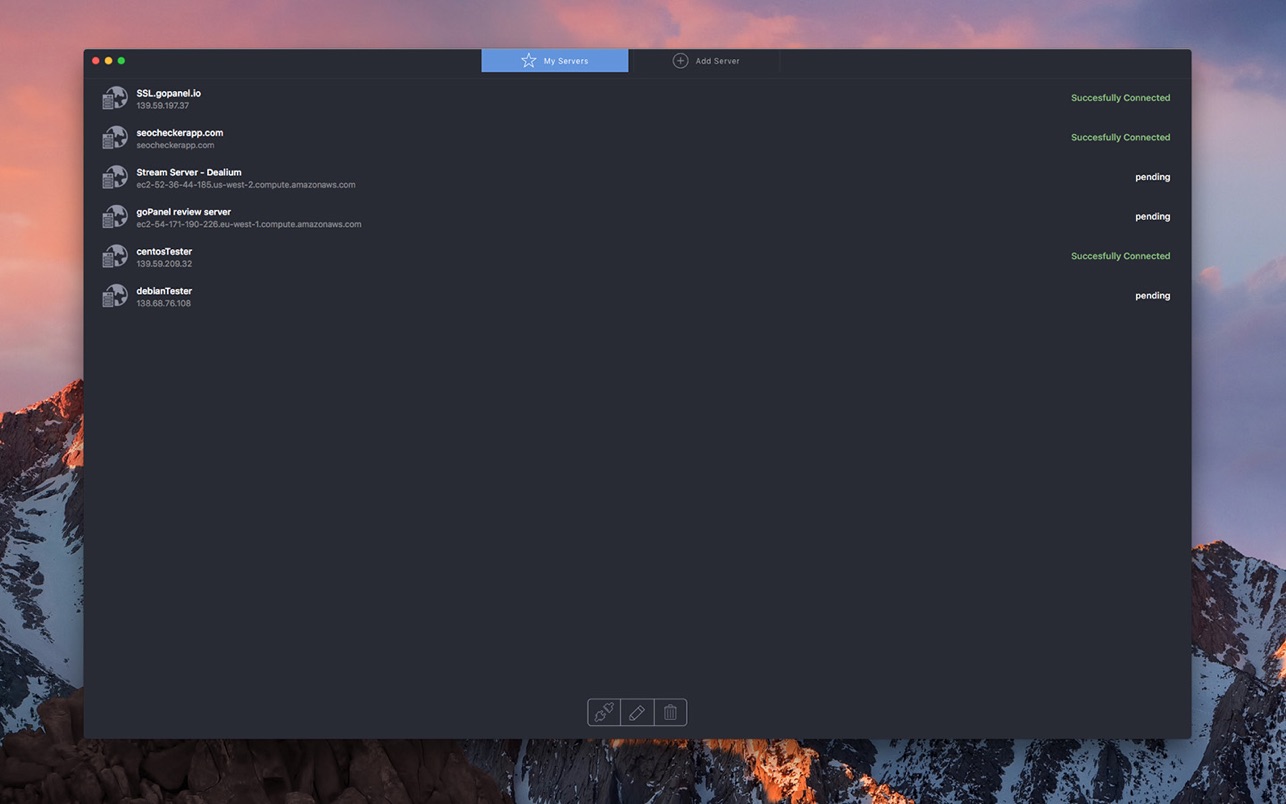 My Servers
Add Server
SSL.gopanel.io
139.59.197.37
Succesfully Connected
seocheckerapp.com
seocheckerapp.com
Succesfully Connected
Stream Server - Dealium
ec2-52-36-44-185.us-west-2.compute.amazonaws.com
pending
goPanel review server
ec2-54-171-190-226.eu-west-1.compute.amazonaws.com
pending
centosTester
139.59.209.32
Succesfully Connected
debianTester
138.68.76.108
pending